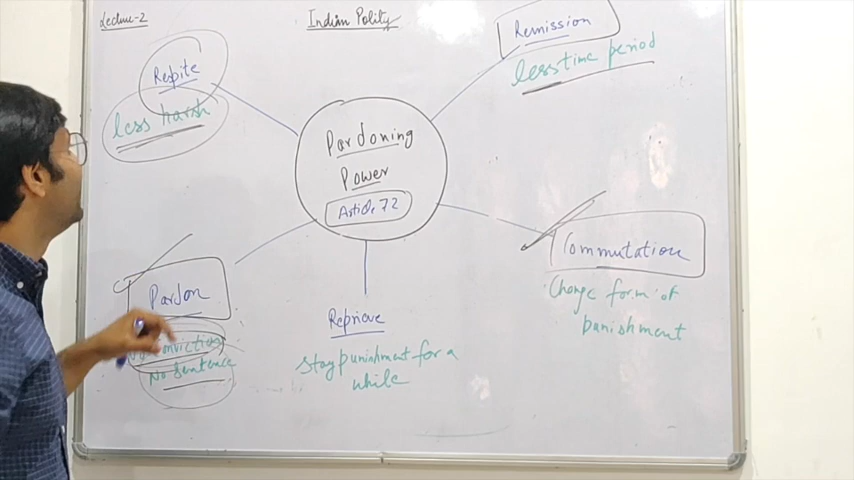 Lecture-2
Indian Polity
Remission
less time period
Respite
less harsh
Pardoning
Power
Article 72
Commutation
Change form of
punishment
Pardon
No conviction
No Sentence
Reprieve
stay punishment for a
while